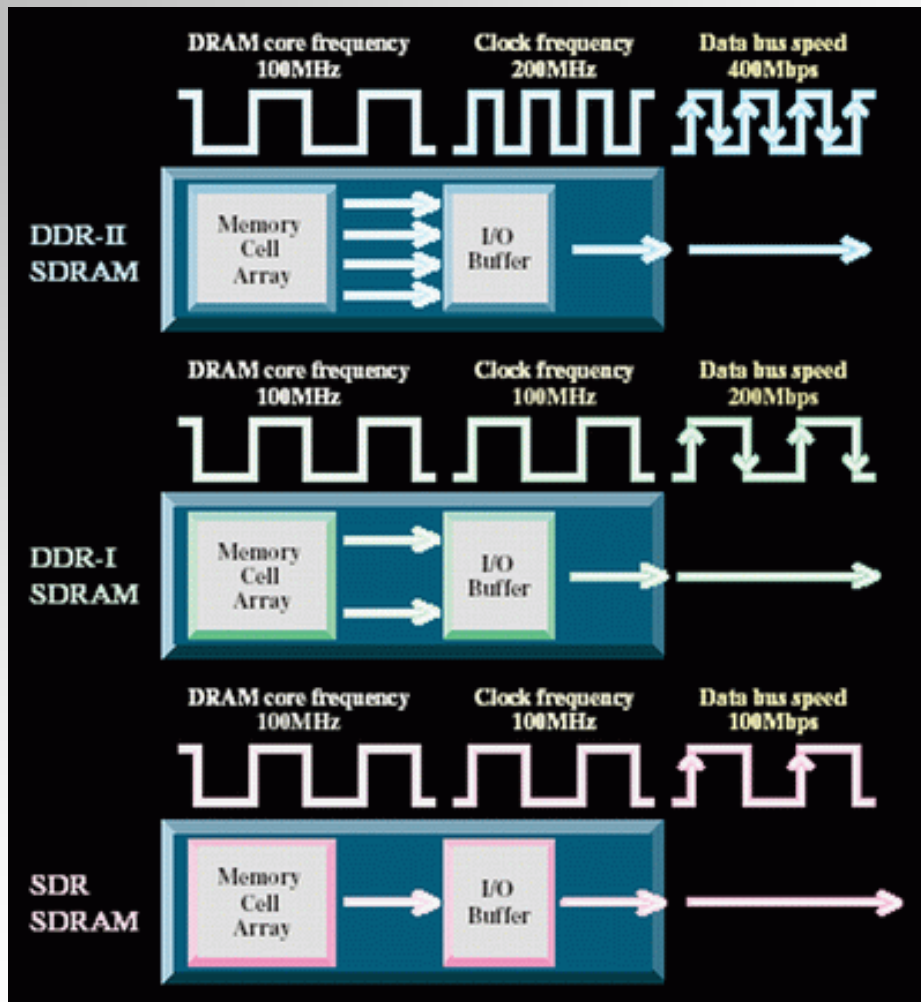 DRAM core frequency
100MHz
Clock frequency
200MHz
Data bus speed
400Mbps
DDR-II
SDRAM
Memory
Cell
Array
I/O
Buffer
DRAM core frequency
100MHz
Clock frequency
100MHz
Data bus speed
200Mbps
DDR-I
SDRAM
Memory
Cell
Array
I/O
Buffer
DRAM core frequency
100MHz
Clock frequency
100MHz
Data bus speed
100Mbps
SDR
SDRAM
Memory
Cell
Array
I/O
Buffer